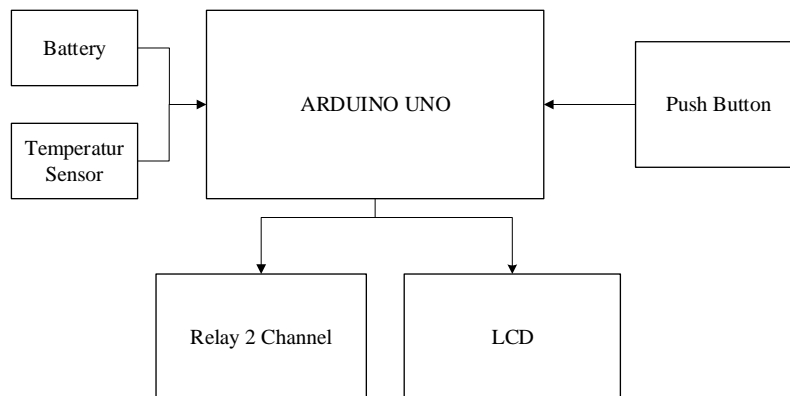 Battery
ARDUINO UNO
Push Button
Temperatur
Sensor
Relay 2 Channel
LCD